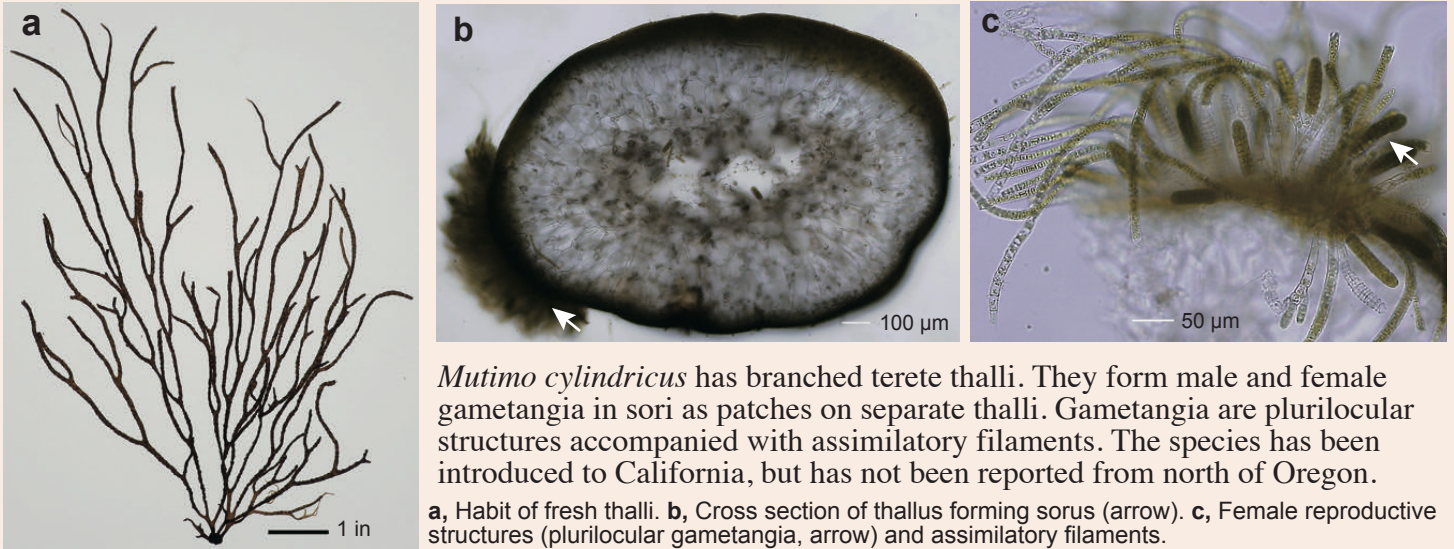 a
b
c
1 in
100 µm
50 µm
Mutimo cylindricus has branched terete thalli. They form male and female
gametangia in sori as patches on separate thalli. Gametangia are plurilocular
structures accompanied with assimilatory filaments. The species has been
introduced to California, but has not been reported from north of Oregon.
a, Habit of fresh thalli. b, Cross section of thallus forming sorus (arrow). c, Female reproductive
structures (plurilocular gametangia, arrow) and assimilatory filaments.